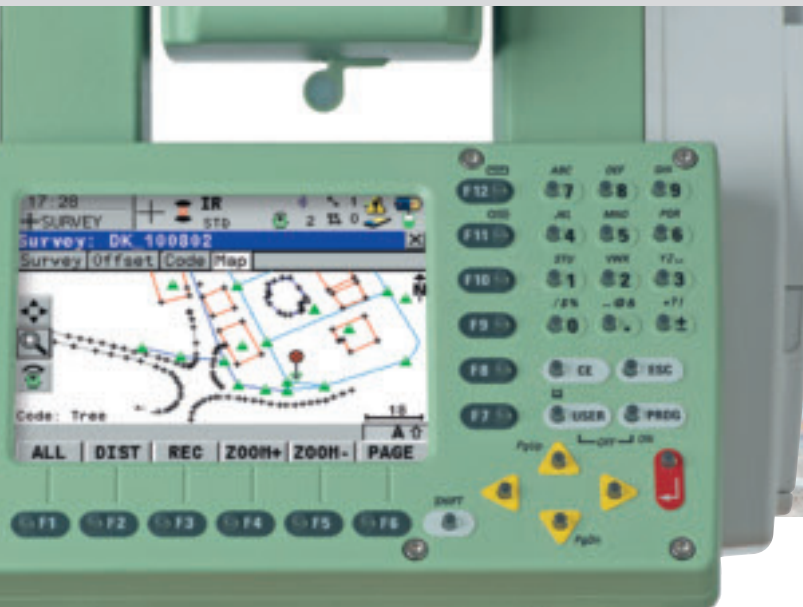 17:28 IR 1
SURVEY STD 2 0
Survey: DK_100802
Survey Offset Code Map
N
Code: Tree
10
A
ALL DIST REC ZOOM+ ZOOM- PAGE
F1 F2 F3 F4 F5 F6
F12
F11
F10
F9
F8
F7
ABC DEF GHI
7 8 9
JKL MNO PQR
4 5 6
STU VWX YZ
1 2 3
/$% _@& *?!
0 . ±
CE ESC
USER PROG
OFF ON
PgUp
SHIFT
PgDn